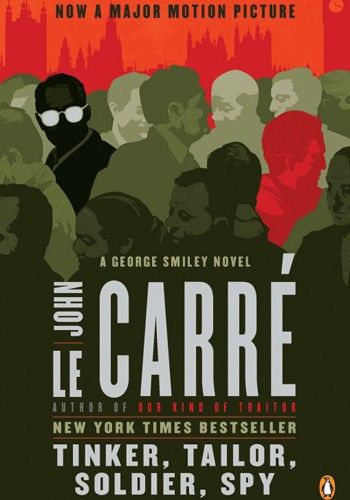 NOW A MAJOR MOTION PICTURE
A GEORGE SMILEY NOVEL
JOHN
LE CARRÉ
AUTHOR OF OUR KIND OF TRAITOR
NEW YORK TIMES BESTSELLER
TINKER, TAILOR,
SOLDIER, SPY